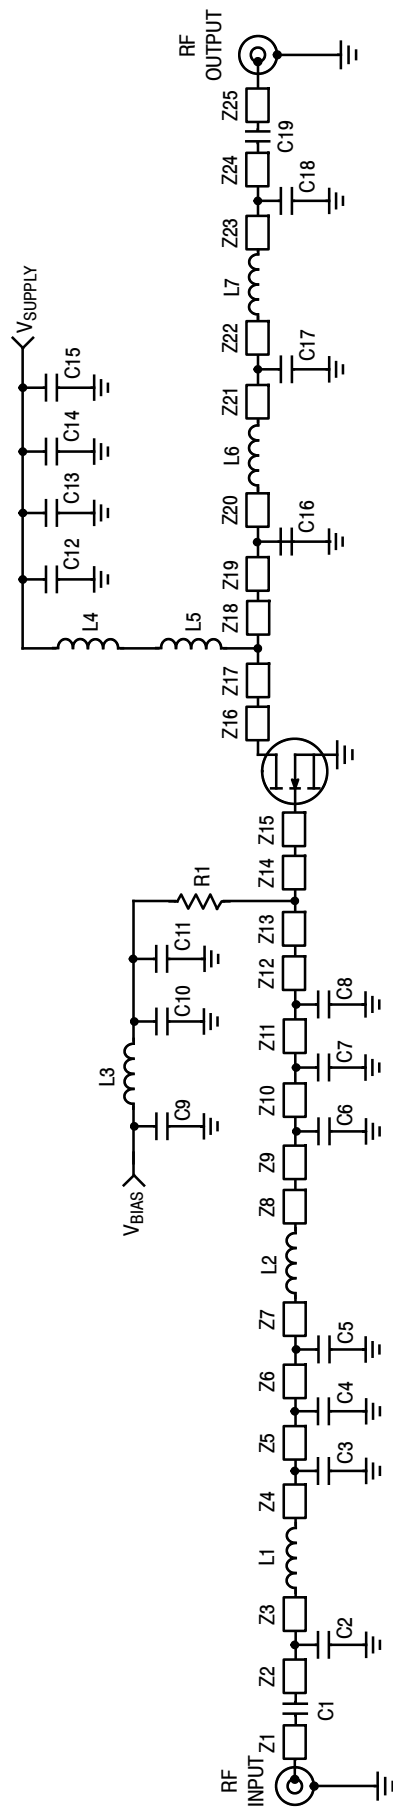 RF
INPUT
Z1
C1
Z2
C2
Z3
L1
Z4
C3
Z5
C4
Z6
C5
Z7
L2
Z8
Z9
C6
Z10
C7
Z11
C8
Z12
Z13
Z14
Z15
VBIAS
C9
L3
C10
C11
R1
Z16
Z17
L5
L4
C12
C13
C14
C15
VSUPPLY
Z18
Z19
C16
Z20
L6
Z21
C17
Z22
L7
Z23
C18
Z24
C19
Z25
RF
OUTPUT